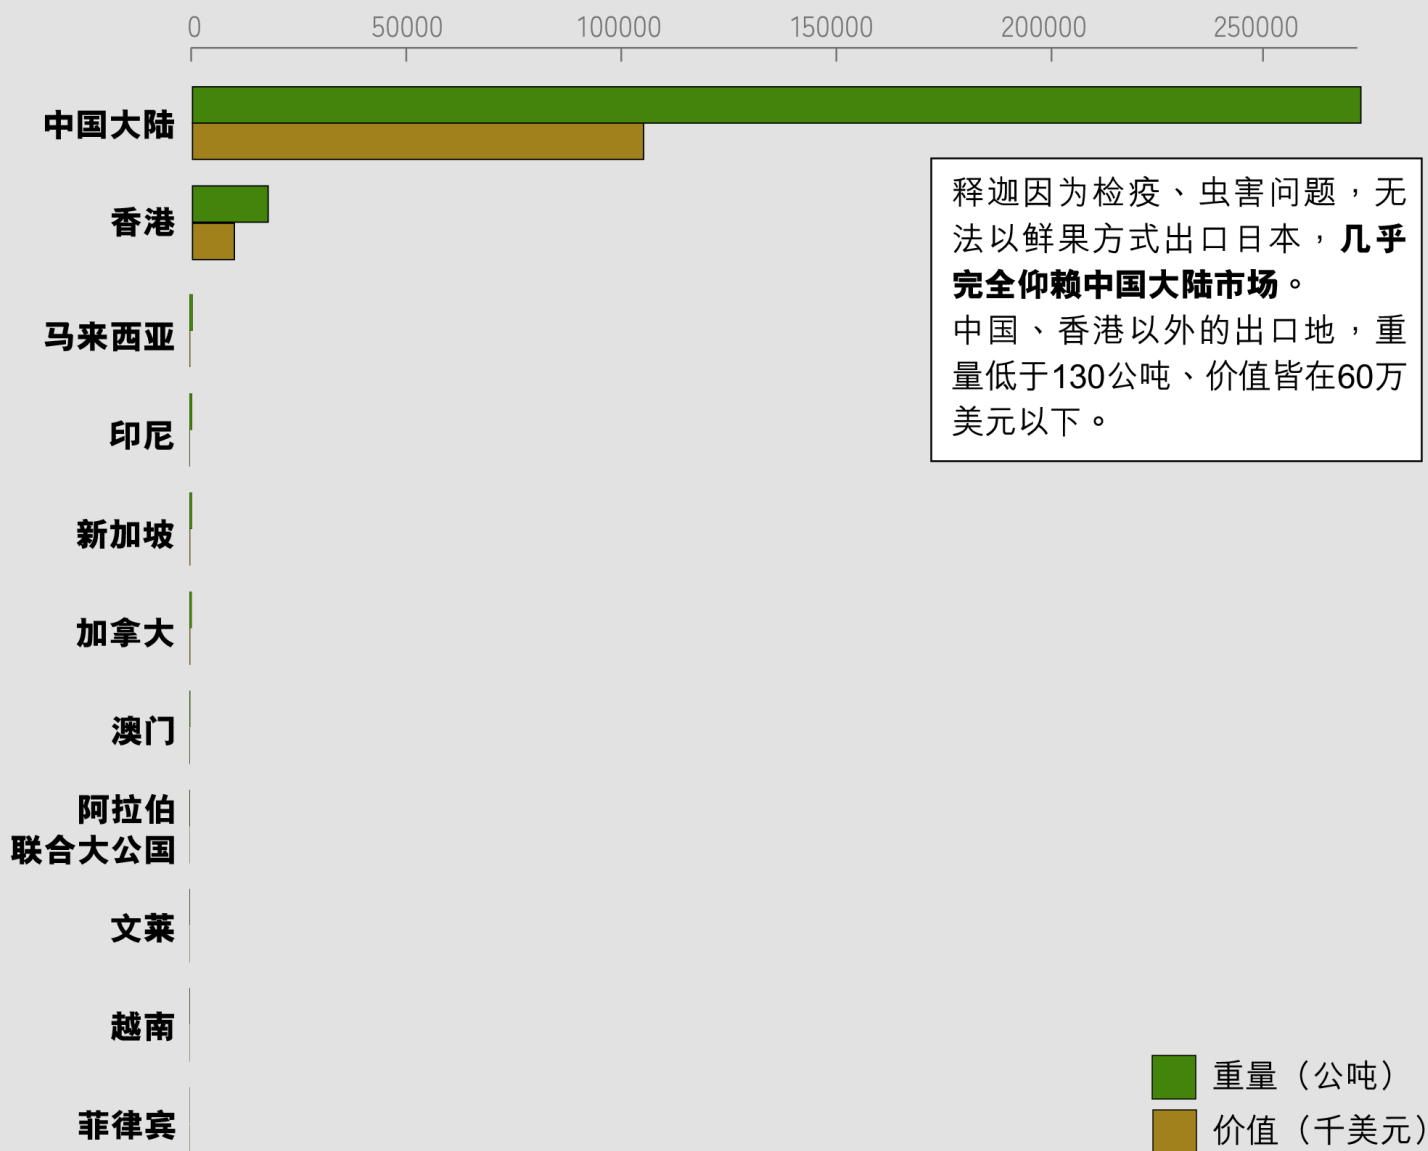 0 50000 100000 150000 200000 250000
中国大陆
香港
释迦因为检疫、虫害问题，无
法以鲜果方式出口日本，几乎
完全仰赖中国大陆市场。
中国、香港以外的出口地，重
量低于130公吨、价值皆在60万
美元以下。
马来西亚
印尼
新加坡
加拿大
澳门
阿拉伯
联合大公国
文莱
越南
菲律宾
重量（公吨）
价值（千美元）